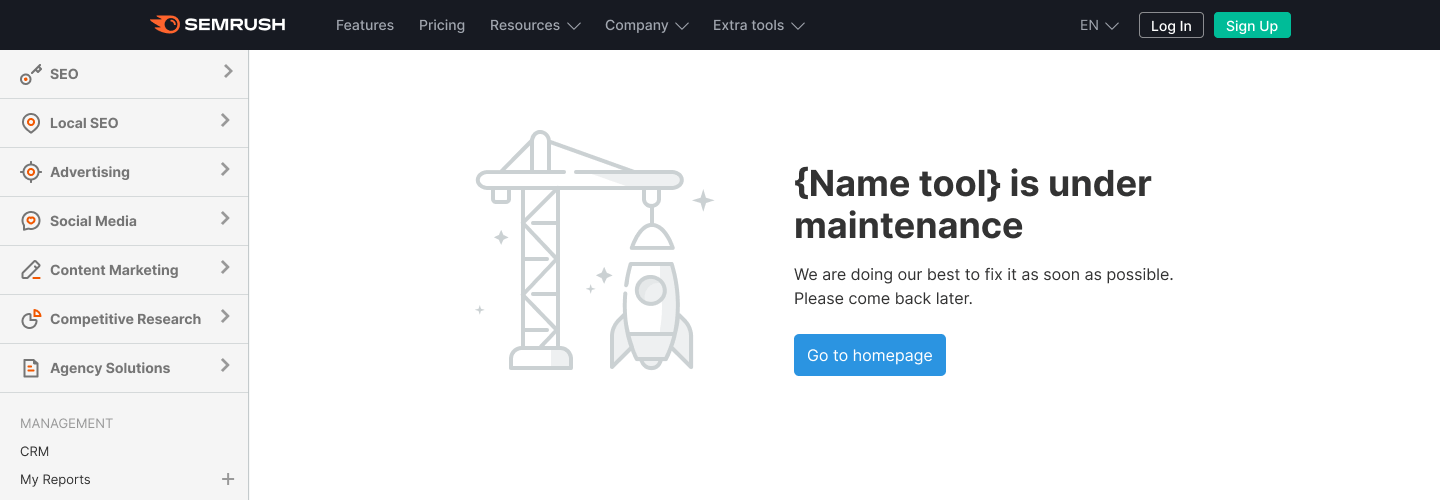 SEMRUSH
Features
Pricing
Resources
Company
Extra tools
EN
Log In
Sign Up
SEO
Local SEO
Advertising
Social Media
Content Marketing
Competitive Research
Agency Solutions
MANAGEMENT
CRM
My Reports
{Name tool} is under
maintenance
We are doing our best to fix it as soon as possible.
Please come back later.
Go to homepage